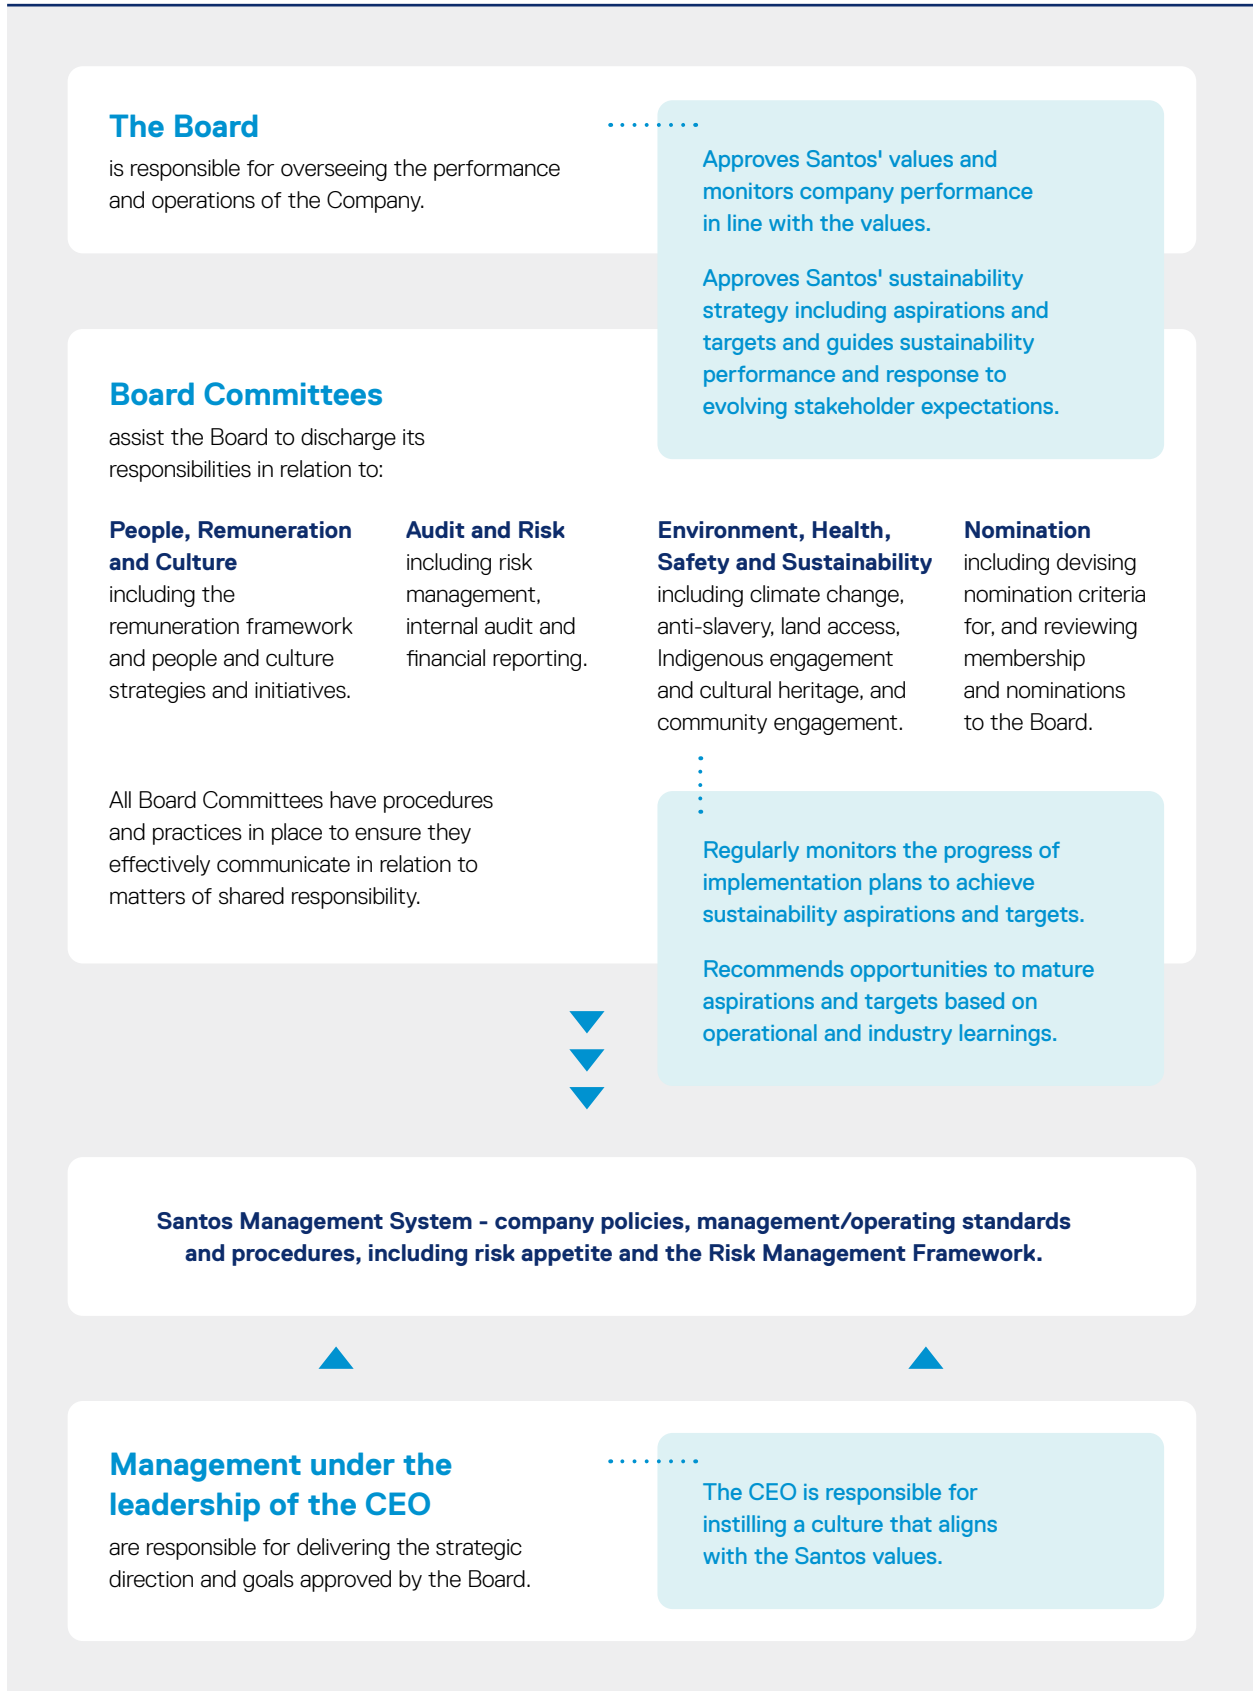 The Board
is responsible for overseeing the performance
and operations of the Company.
Approves Santos' values and
monitors company performance
in line with the values.
Approves Santos' sustainability
strategy including aspirations and
targets and guides sustainability
performance and response to
evolving stakeholder expectations.
Board Committees
assist the Board to discharge its
responsibilities in relation to:
People, Remuneration
and Culture
including the
remuneration framework
and people and culture
strategies and initiatives.
Audit and Risk
including risk
management,
internal audit and
financial reporting.
Environment, Health,
Safety and Sustainability
including climate change,
anti-slavery, land access,
Indigenous engagement
and cultural heritage, and
community engagement.
Nomination
including devising
nomination criteria
for, and reviewing
membership
and nominations
to the Board.
All Board Committees have procedures
and practices in place to ensure they
effectively communicate in relation to
matters of shared responsibility.
Regularly monitors the progress of
implementation plans to achieve
sustainability aspirations and targets.
Recommends opportunities to mature
aspirations and targets based on
operational and industry learnings.
Santos Management System - company policies, management/operating standards
and procedures, including risk appetite and the Risk Management Framework.
Management under the
leadership of the CEO
are responsible for delivering the strategic
direction and goals approved by the Board.
The CEO is responsible for
instilling a culture that aligns
with the Santos values.